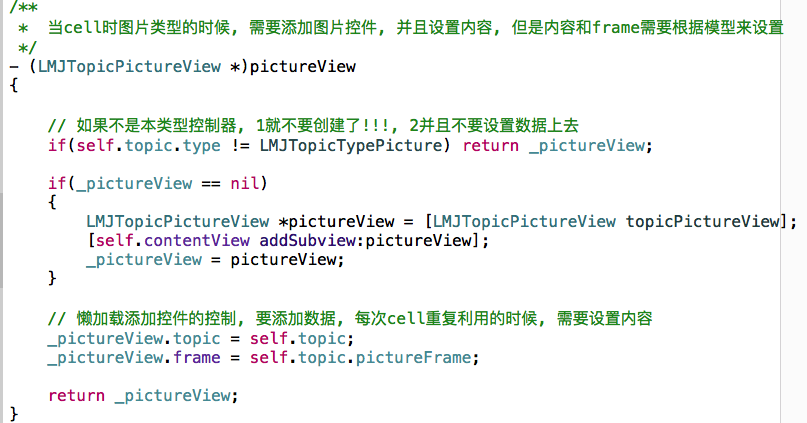 /**
 *  当cell时图片类型的时候, 需要添加图片控件, 并且设置内容, 但是内容和frame需要根据模型来设置
 */
- (LMJTopicPictureView *)pictureView
{
    // 如果不是本类型控制器, 1就不要创建了!!!, 2并且不要设置数据上去
    if(self.topic.type != LMJTopicTypePicture) return _pictureView;
    if(_pictureView == nil)
    {
        LMJTopicPictureView *pictureView = [LMJTopicPictureView topicPictureView];
        [self.contentView addSubview:pictureView];
        _pictureView = pictureView;
    }
    // 懒加载添加控件的控制, 要添加数据, 每次cell重复利用的时候, 需要设置内容
    _pictureView.topic = self.topic;
    _pictureView.frame = self.topic.pictureFrame;
    return _pictureView;
}